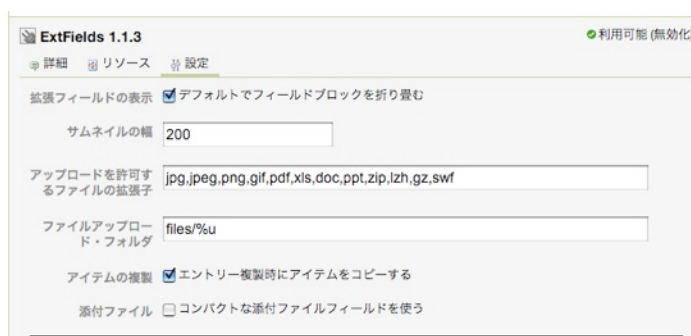 ExtFields 1.1.3
利用可能 (無効化
詳細 リソース 設定
拡張フィールドの表示 デフォルトでフィールドブロックを折り畳む
サムネイルの幅 200
アップロードを許可す
るファイルの拡張子
jpg,jpeg,png,gif,pdf,xls,doc,ppt,zip,lzh,gz,swf
ファイルアップロー
ド・フォルダ
files/%u
アイテムの複製 エントリー複製時にアイテムをコピーする
添付ファイル コンパクトな添付ファイルフィールドを使う